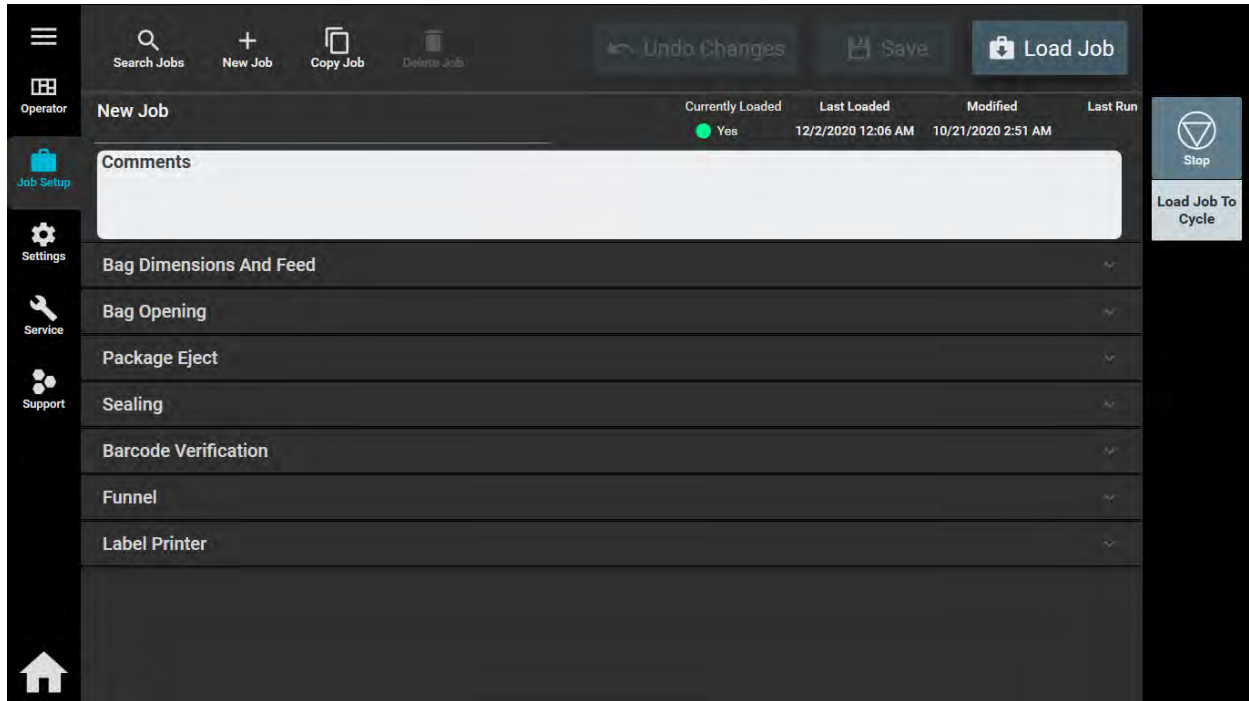 Search Jobs
New Job
Copy Job
Delete Job
Undo Changes
Save
Load Job
Operator
Job Setup
Settings
Service
Support
New Job
Currently Loaded
Yes
Last Loaded
12/2/2020 12:06 AM
Modified
10/21/2020 2:51 AM
Last Run
Comments
Bag Dimensions And Feed
Bag Opening
Package Eject
Sealing
Barcode Verification
Funnel
Label Printer
Stop
Load Job To
Cycle